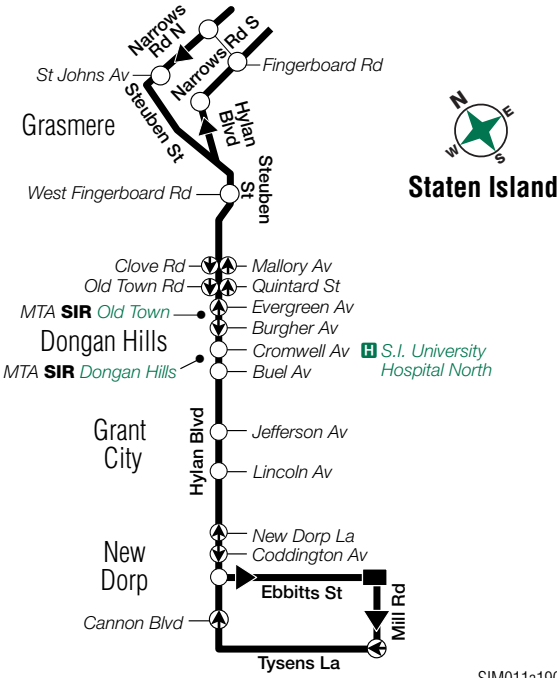 Narrows
Rd N
Narrows Rd S
St Johns Av
Fingerboard Rd
Steuben St
Hylan
Blvd
Grasmere
N
E
W
S
Staten Island
West Fingerboard Rd
Steuben
St
Clove Rd
Mallory Av
Old Town Rd
Quintard St
MTA SIR Old Town
Evergreen Av
Burgher Av
Dongan Hills
Cromwell Av
H S.I. University
Hospital North
MTA SIR Dongan Hills
Buel Av
Grant
City
Hylan Blvd
Jefferson Av
Lincoln Av
New Dorp La
Coddington Av
New
Dorp
Ebbitts St
Mill Rd
Cannon Blvd
Tysens La